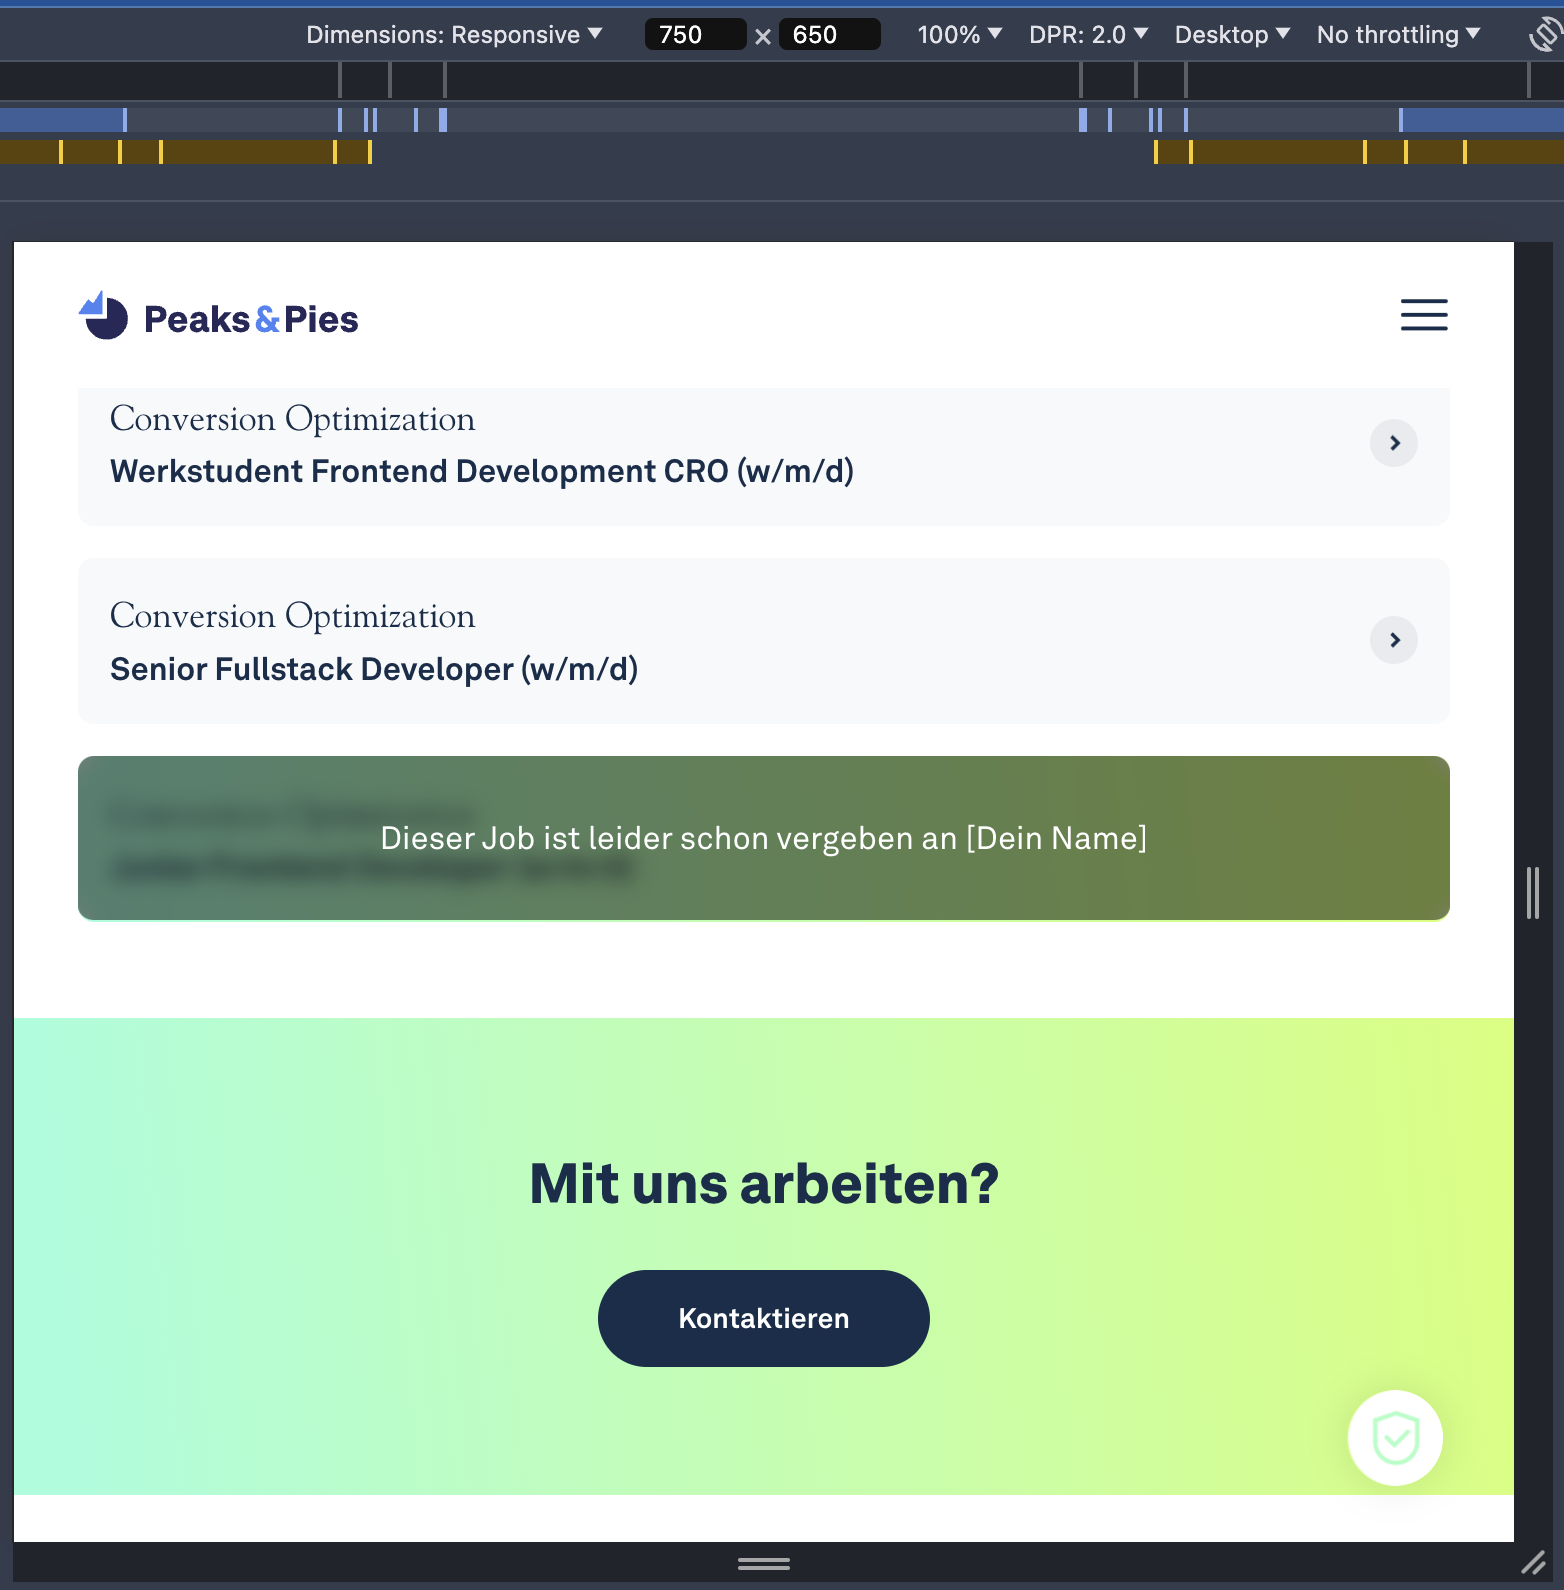 Dimensions: Responsive 750 × 650 100% DPR: 2.0 Desktop No throttling
Peaks & Pies
Conversion Optimization
Werkstudent Frontend Development CRO (w/m/d)
Conversion Optimization
Senior Fullstack Developer (w/m/d)
Dieser Job ist leider schon vergeben an [Dein Name]
Mit uns arbeiten?
Kontaktieren